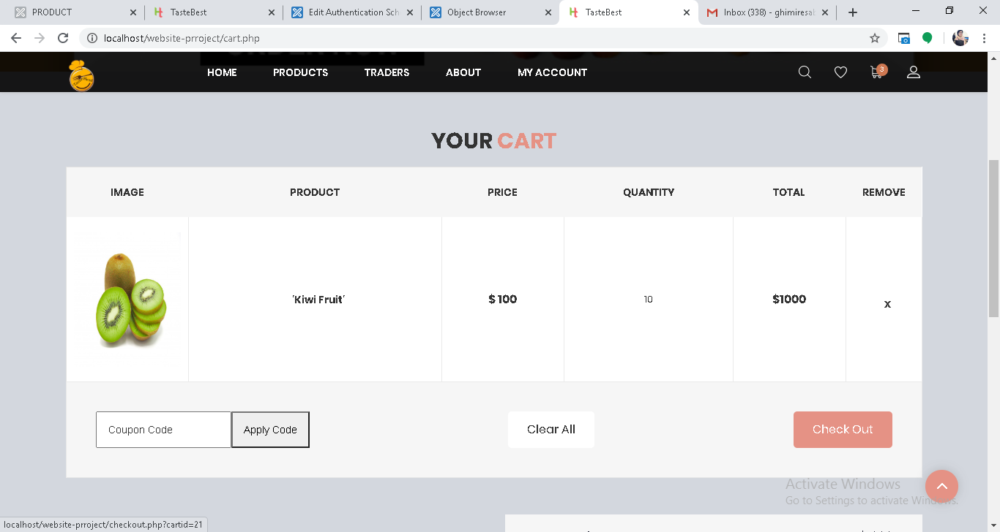 PRODUCT
TasteBest
Edit Authentication Sch
Object Browser
TasteBest
Inbox (338) - ghimiresab
localhost/website-prroject/cart.php
HOME PRODUCTS TRADERS ABOUT MY ACCOUNT
3
YOUR CART
IMAGE PRODUCT PRICE QUANTITY TOTAL REMOVE
'Kiwi Fruit' $ 100 10 $1000 x
Coupon Code Apply Code Clear All Check Out
Activate Windows
Go to Settings to activate Windows.
localhost/website-prroject/checkout.php?cartid=21